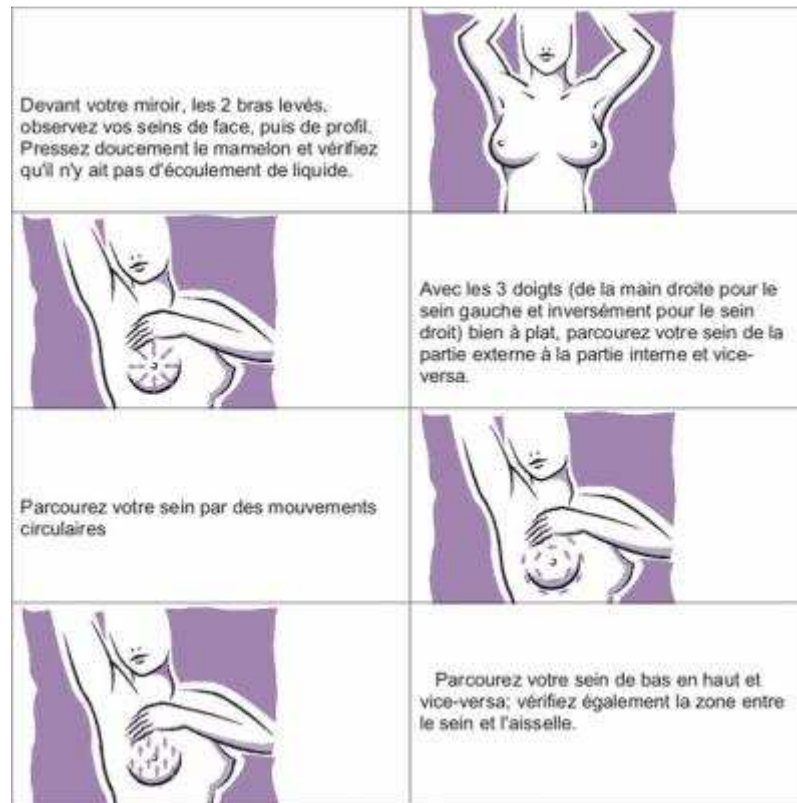 Devant votre miroir, les 2 bras levés.
observez vos seins de face, puis de profil.
Pressez doucement le mamelon et vérifiez
qu'il n'y ait pas d'écoulement de liquide.
Avec les 3 doigts (de la main droite pour le
sein gauche et inversément pour le sein
droit) bien à plat, parcourez votre sein de la
partie externe à la partie interne et vice-
versa.
Parcourez votre sein par des mouvements
circulaires
Parcourez votre sein de bas en haut et
vice-versa; vérifiez également la zone entre
le sein et l'aisselle.